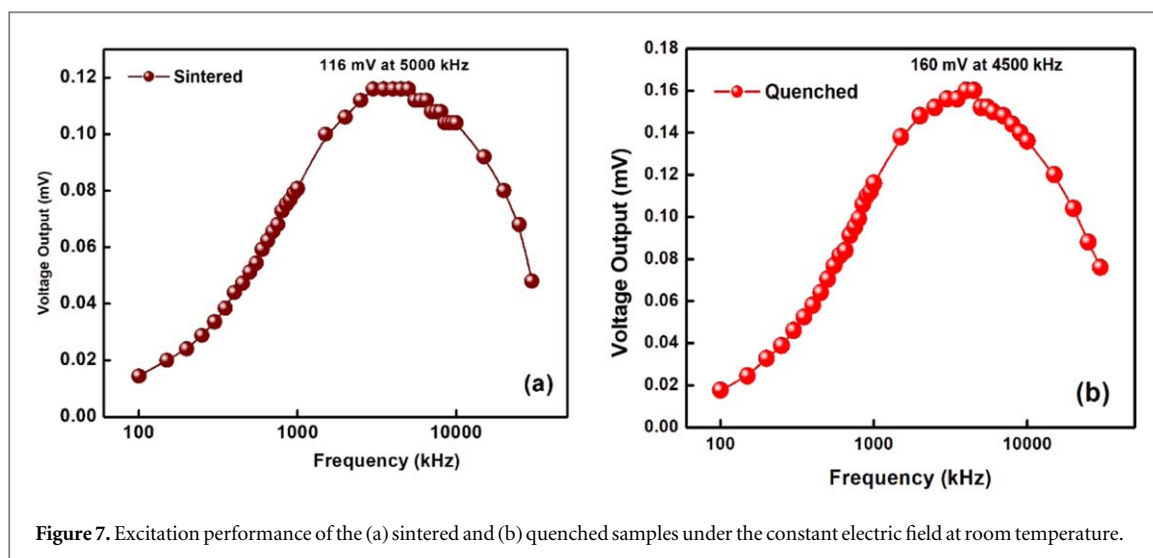 116 mV at 5000 kHz
Sintered
0.12
0.10
0.08
0.06
0.04
0.02
0.00
Voltage Output (mV)
(a)
100
1000
10000
Frequency (kHz)
160 mV at 4500 kHz
Quenched
0.18
0.16
0.14
0.12
0.10
0.08
0.06
0.04
0.02
0.00
Voltage Output (mV)
(b)
100
1000
10000
Frequency (kHz)
Figure 7. Excitation performance of the (a) sintered and (b) quenched samples under the constant electric field at room temperature.